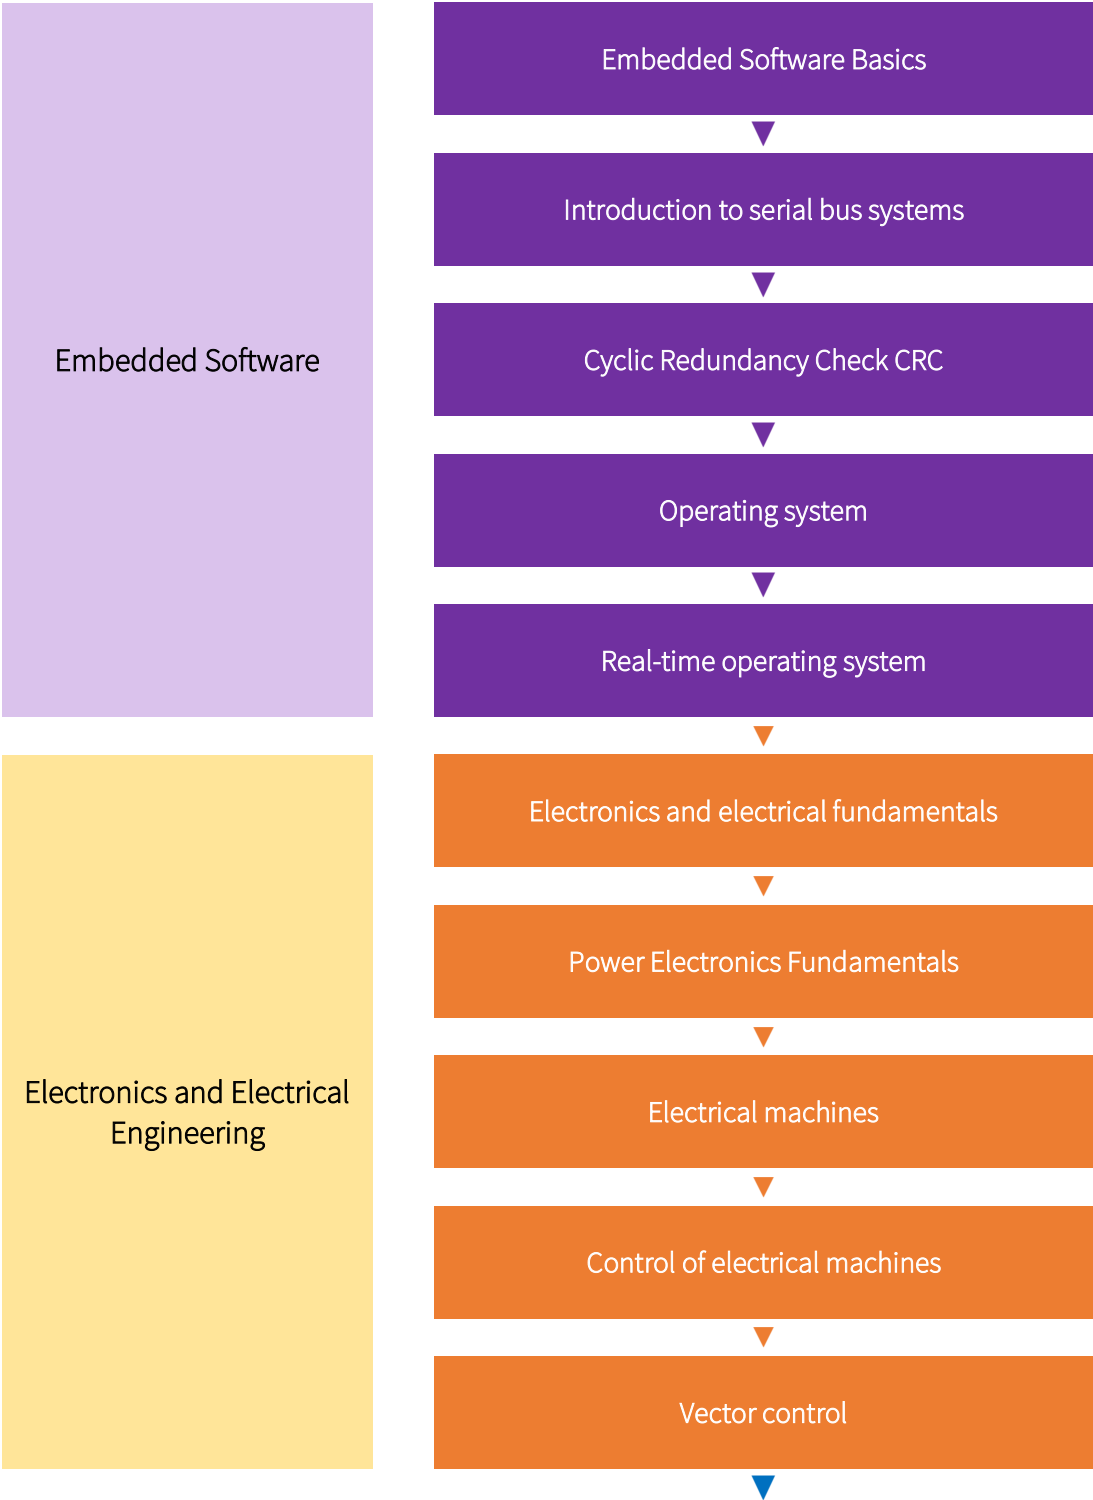 Embedded Software
Embedded Software Basics
Introduction to serial bus systems
Cyclic Redundancy Check CRC
Operating system
Real-time operating system
Electronics and Electrical
Engineering
Electronics and electrical fundamentals
Power Electronics Fundamentals
Electrical machines
Control of electrical machines
Vector control